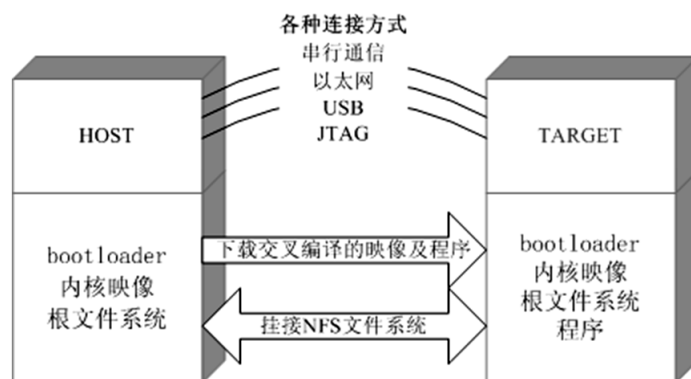 各种连接方式
串行通信
以太网
USB
JTAG
HOST
TARGET
bootloader
内核映像
根文件系统
下载交叉编译的映像及程序
挂接NFS文件系统
bootloader
内核映像
根文件系统
程序